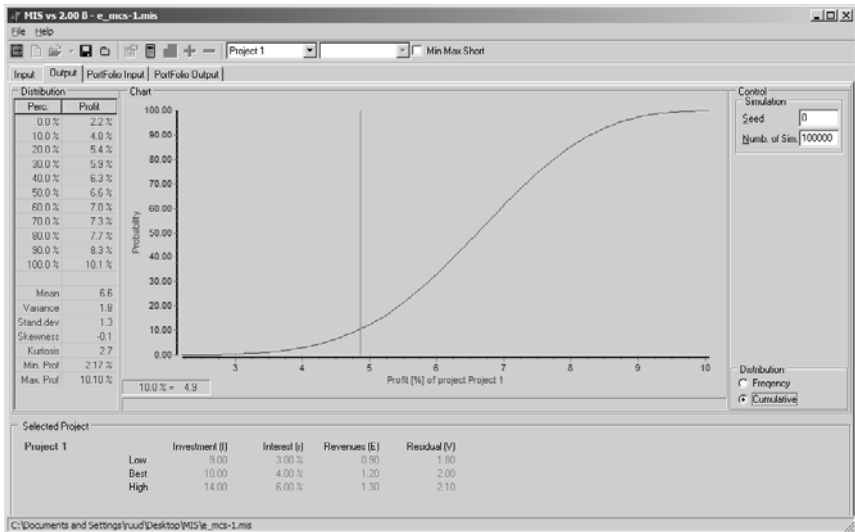 MIS vs 2.00 ß - e_mcs-1.mis
File Help
Project 1 Min Max Short
Input Output PortFolio Input PortFolio Output
Distribution
Perc. Profit
0.0 % 2.2 %
10.0 % 4.8 %
20.0 % 5.4 %
30.0 % 5.9 %
40.0 % 6.3 %
50.0 % 6.6 %
60.0 % 7.0 %
70.0 % 7.3 %
80.0 % 7.7 %
90.0 % 8.3 %
100.0 % 10.1 %
Mean 6.6
Variance 1.8
Stand.dev 1.3
Skewness -0.1
Kurtosis 2.7
Min. Prof 2.17 %
Max. Prof 10.10 %
Chart
Probability
100.00
90.00
80.00
70.00
60.00
50.00
40.00
30.00
20.00
10.00
0.00
3 4 5 6 7 8 9 10
Profit [%] of project Project 1
10.0 % = 4.9
Control
Simulation
Seed 0
Numb. of Sim. 100000
Distribution
Freqency
Cumulative
Selected Project
Project 1 Investment (I) Interest (r) Revenues (E) Residual (V)
Low 9.00 3.00 % 0.90 1.80
Best 10.00 4.00 % 1.20 2.00
High 14.00 6.00 % 1.30 2.10
C:\Documents and Settings\ruud\Desktop\MIS\e_mcs-1.mis